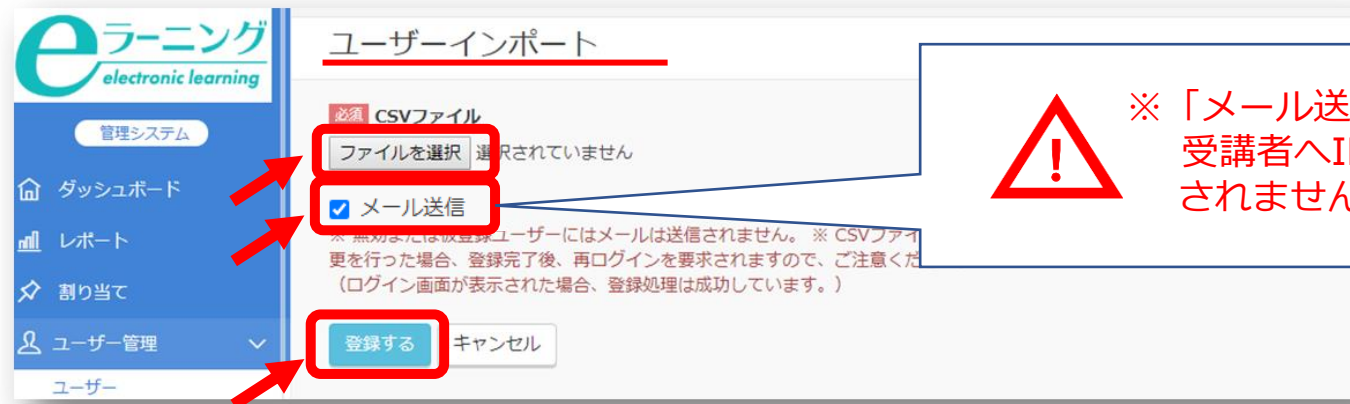 eラーニング
electronic learning
管理システム
ダッシュボード
レポート
割り当て
ユーザー管理
ユーザー
ユーザーインポート
必須 CSVファイル
ファイルを選択 選択されていません
メール送信
※ 無効または仮登録ユーザーにはメールは送信されません。 ※ CSVファイ
更を行った場合、登録完了後、再ログインを要求されますので、ご注意くだ
（ログイン画面が表示された場合、登録処理は成功しています。）
登録する キャンセル
!
※「メール送
受講者へI
されません